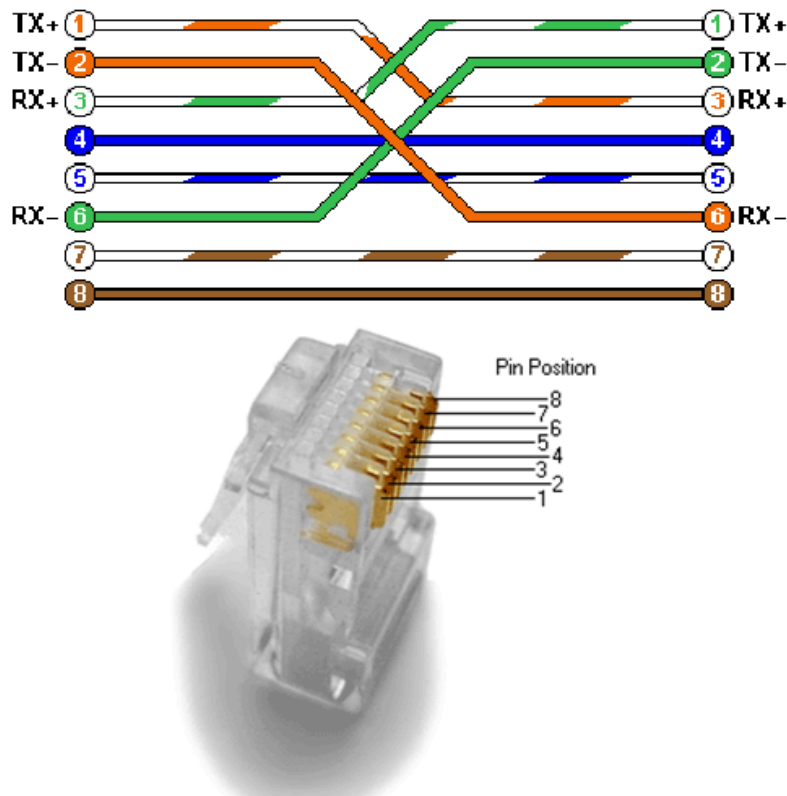 TX+ 1 1 TX+
TX- 2 2 TX-
RX+ 3 3 RX+
4 4
5 5
RX- 6 6 RX-
7 7
8 8
Pin Position
8
7
6
5
4
3
2
1